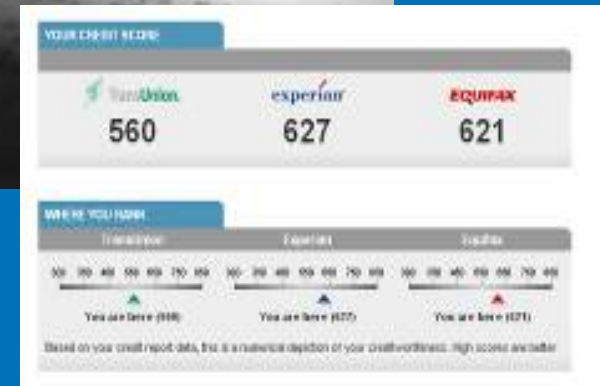 YOUR CREDIT SCORE
TransUnion. experian EQUIFAX
560 627 621
WHERE YOU RANK
TransUnion Experian Equifax
You are here (560) You are here (627) You are here (621)
Based on your credit report data, this is a numerical depiction of your creditworthiness. High scores are better